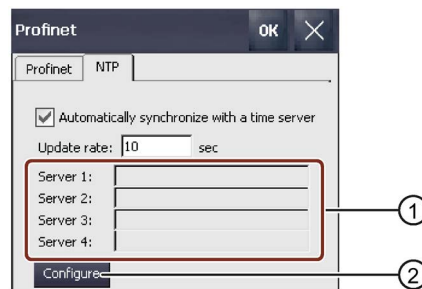 Profinet OK
Profinet NTP
Automatically synchronize with a time server
Update rate: 10 sec
Server 1:
Server 2:
Server 3:
Server 4:
1
Configure
2